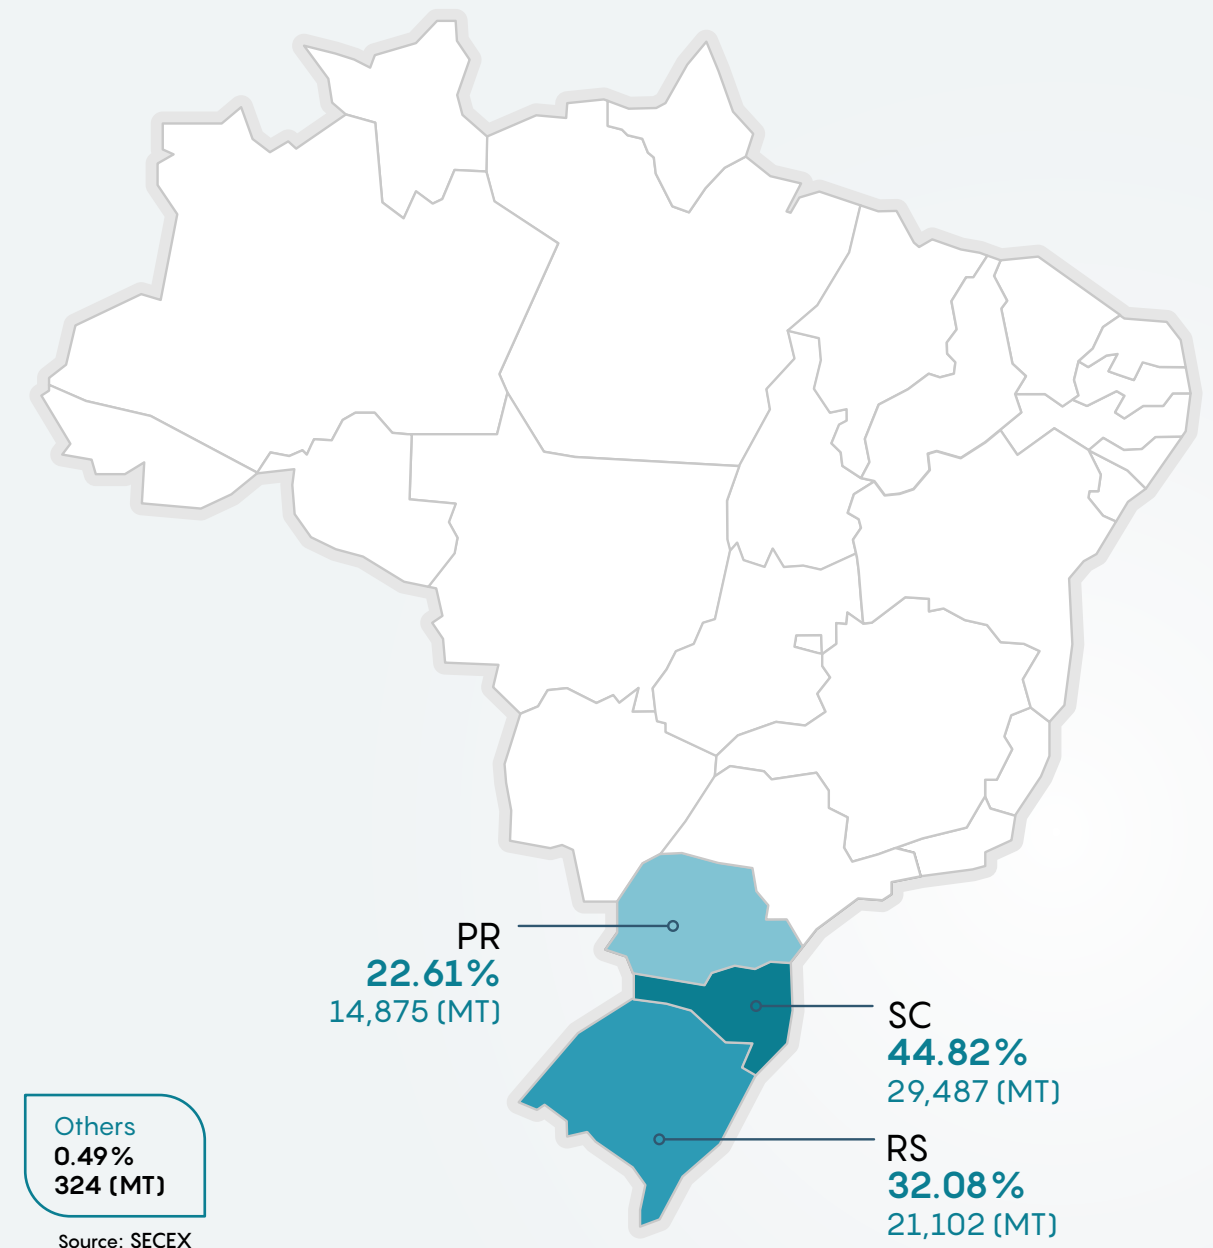 PR
22.61%
14,875 (MT)
SC
44.82%
29,487 (MT)
RS
32.08%
21,102 (MT)
Others
0.49%
324 (MT)
Source: SECEX